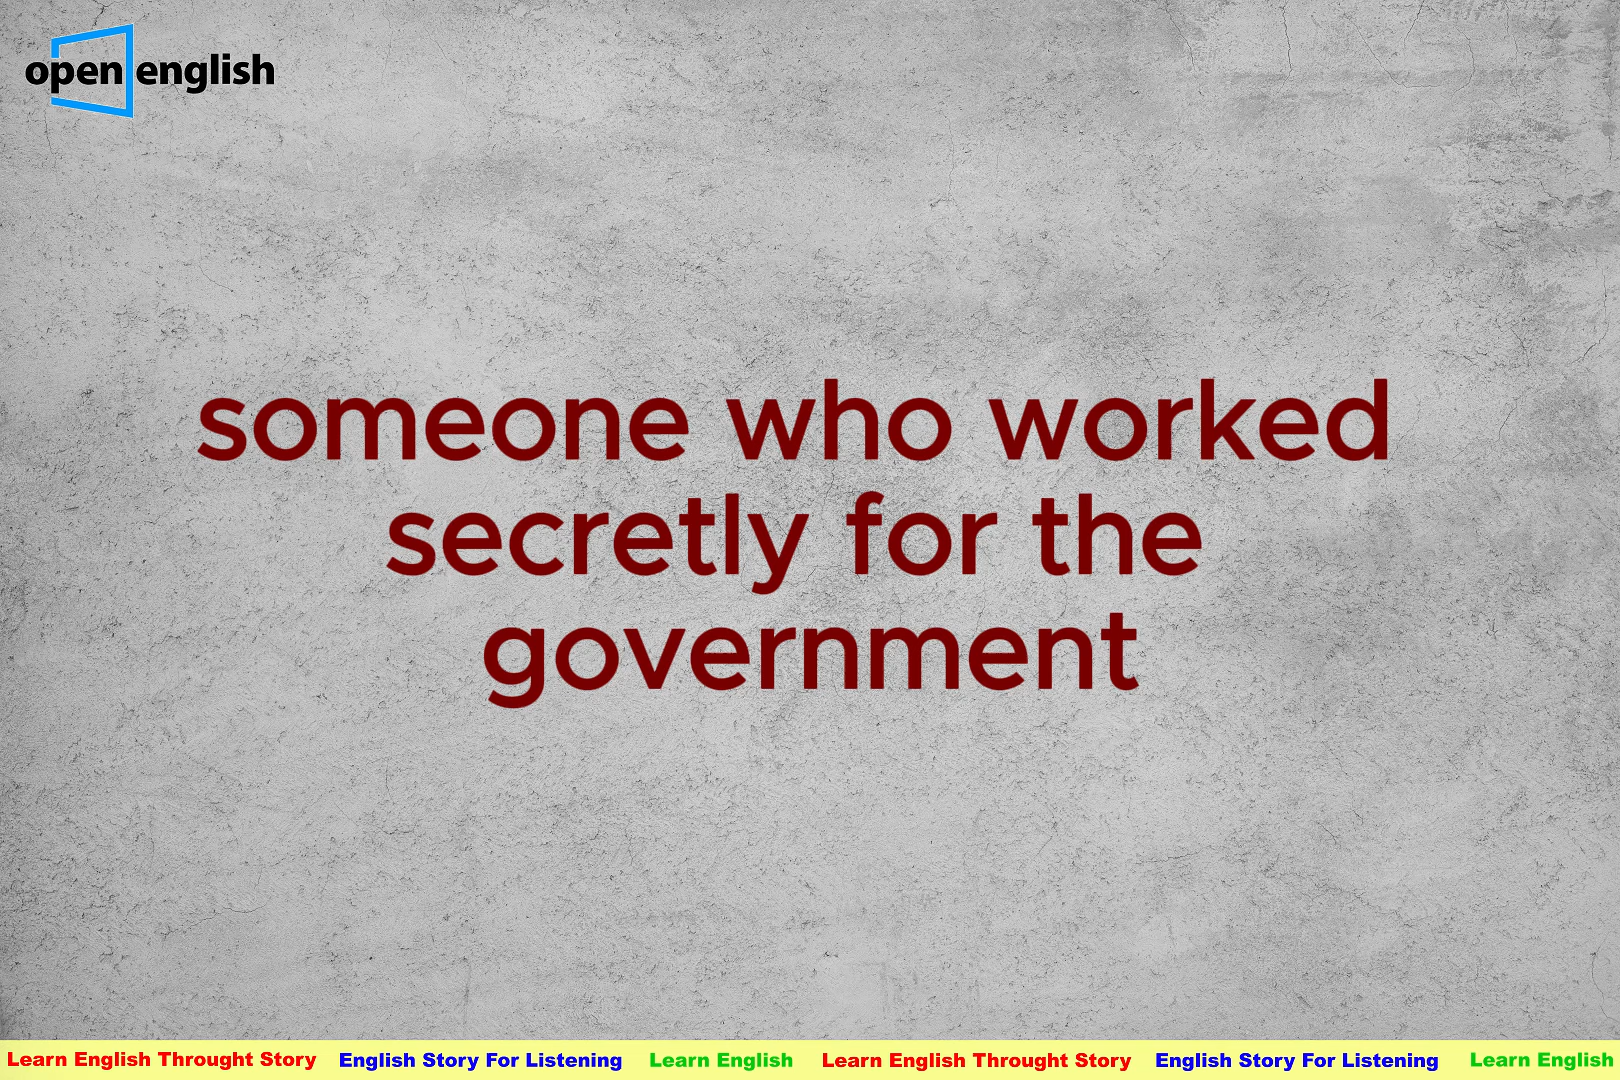 open english
someone who worked
secretly for the
government
Learn English Throught Story English Story For Listening Learn English Learn English Throught Story English Story For Listening Learn English